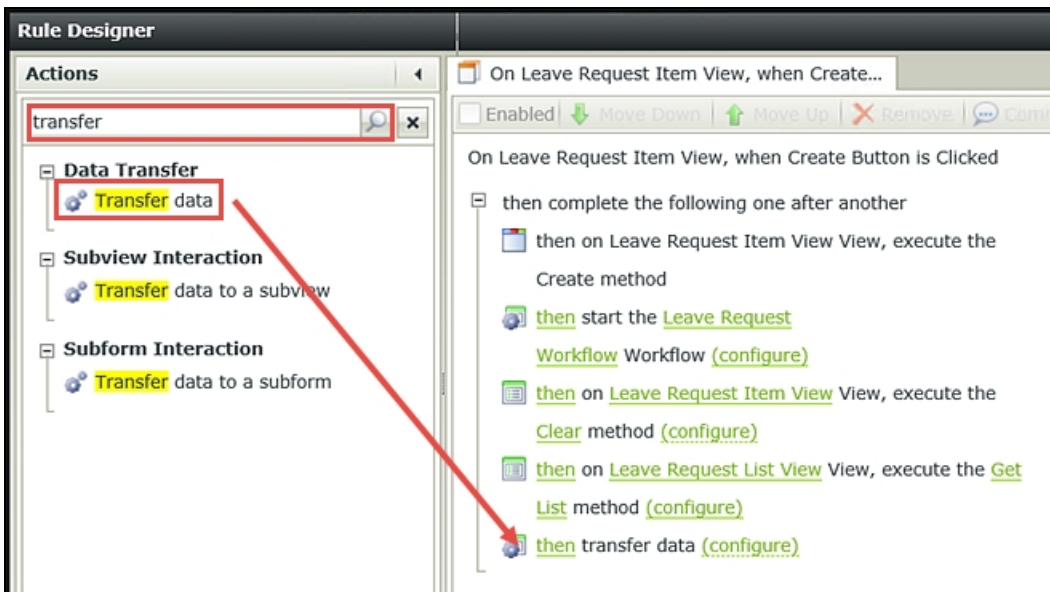 Rule Designer
Actions
transfer
Data Transfer
Transfer data
Subview Interaction
Transfer data to a subview
Subform Interaction
Transfer data to a subform
On Leave Request Item View, when Create...
Enabled Move Down Move Up Remove
On Leave Request Item View, when Create Button is Clicked
then complete the following one after another
then on Leave Request Item View View, execute the
Create method
then start the Leave Request
Workflow Workflow (configure)
then on Leave Request Item View View, execute the
Clear method (configure)
then on Leave Request List View View, execute the Get
List method (configure)
then transfer data (configure)